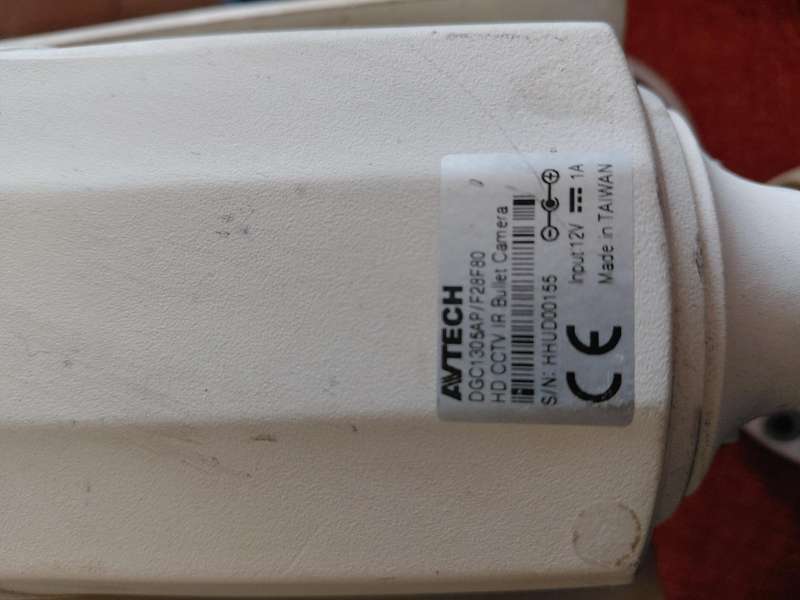 AVTECH
DGC1305AP/F28F80
HD CCTV IR Bullet Camera
S/N: HHUD00155
Input 12V ⎓ 1A
CE
Made in TAIWAN